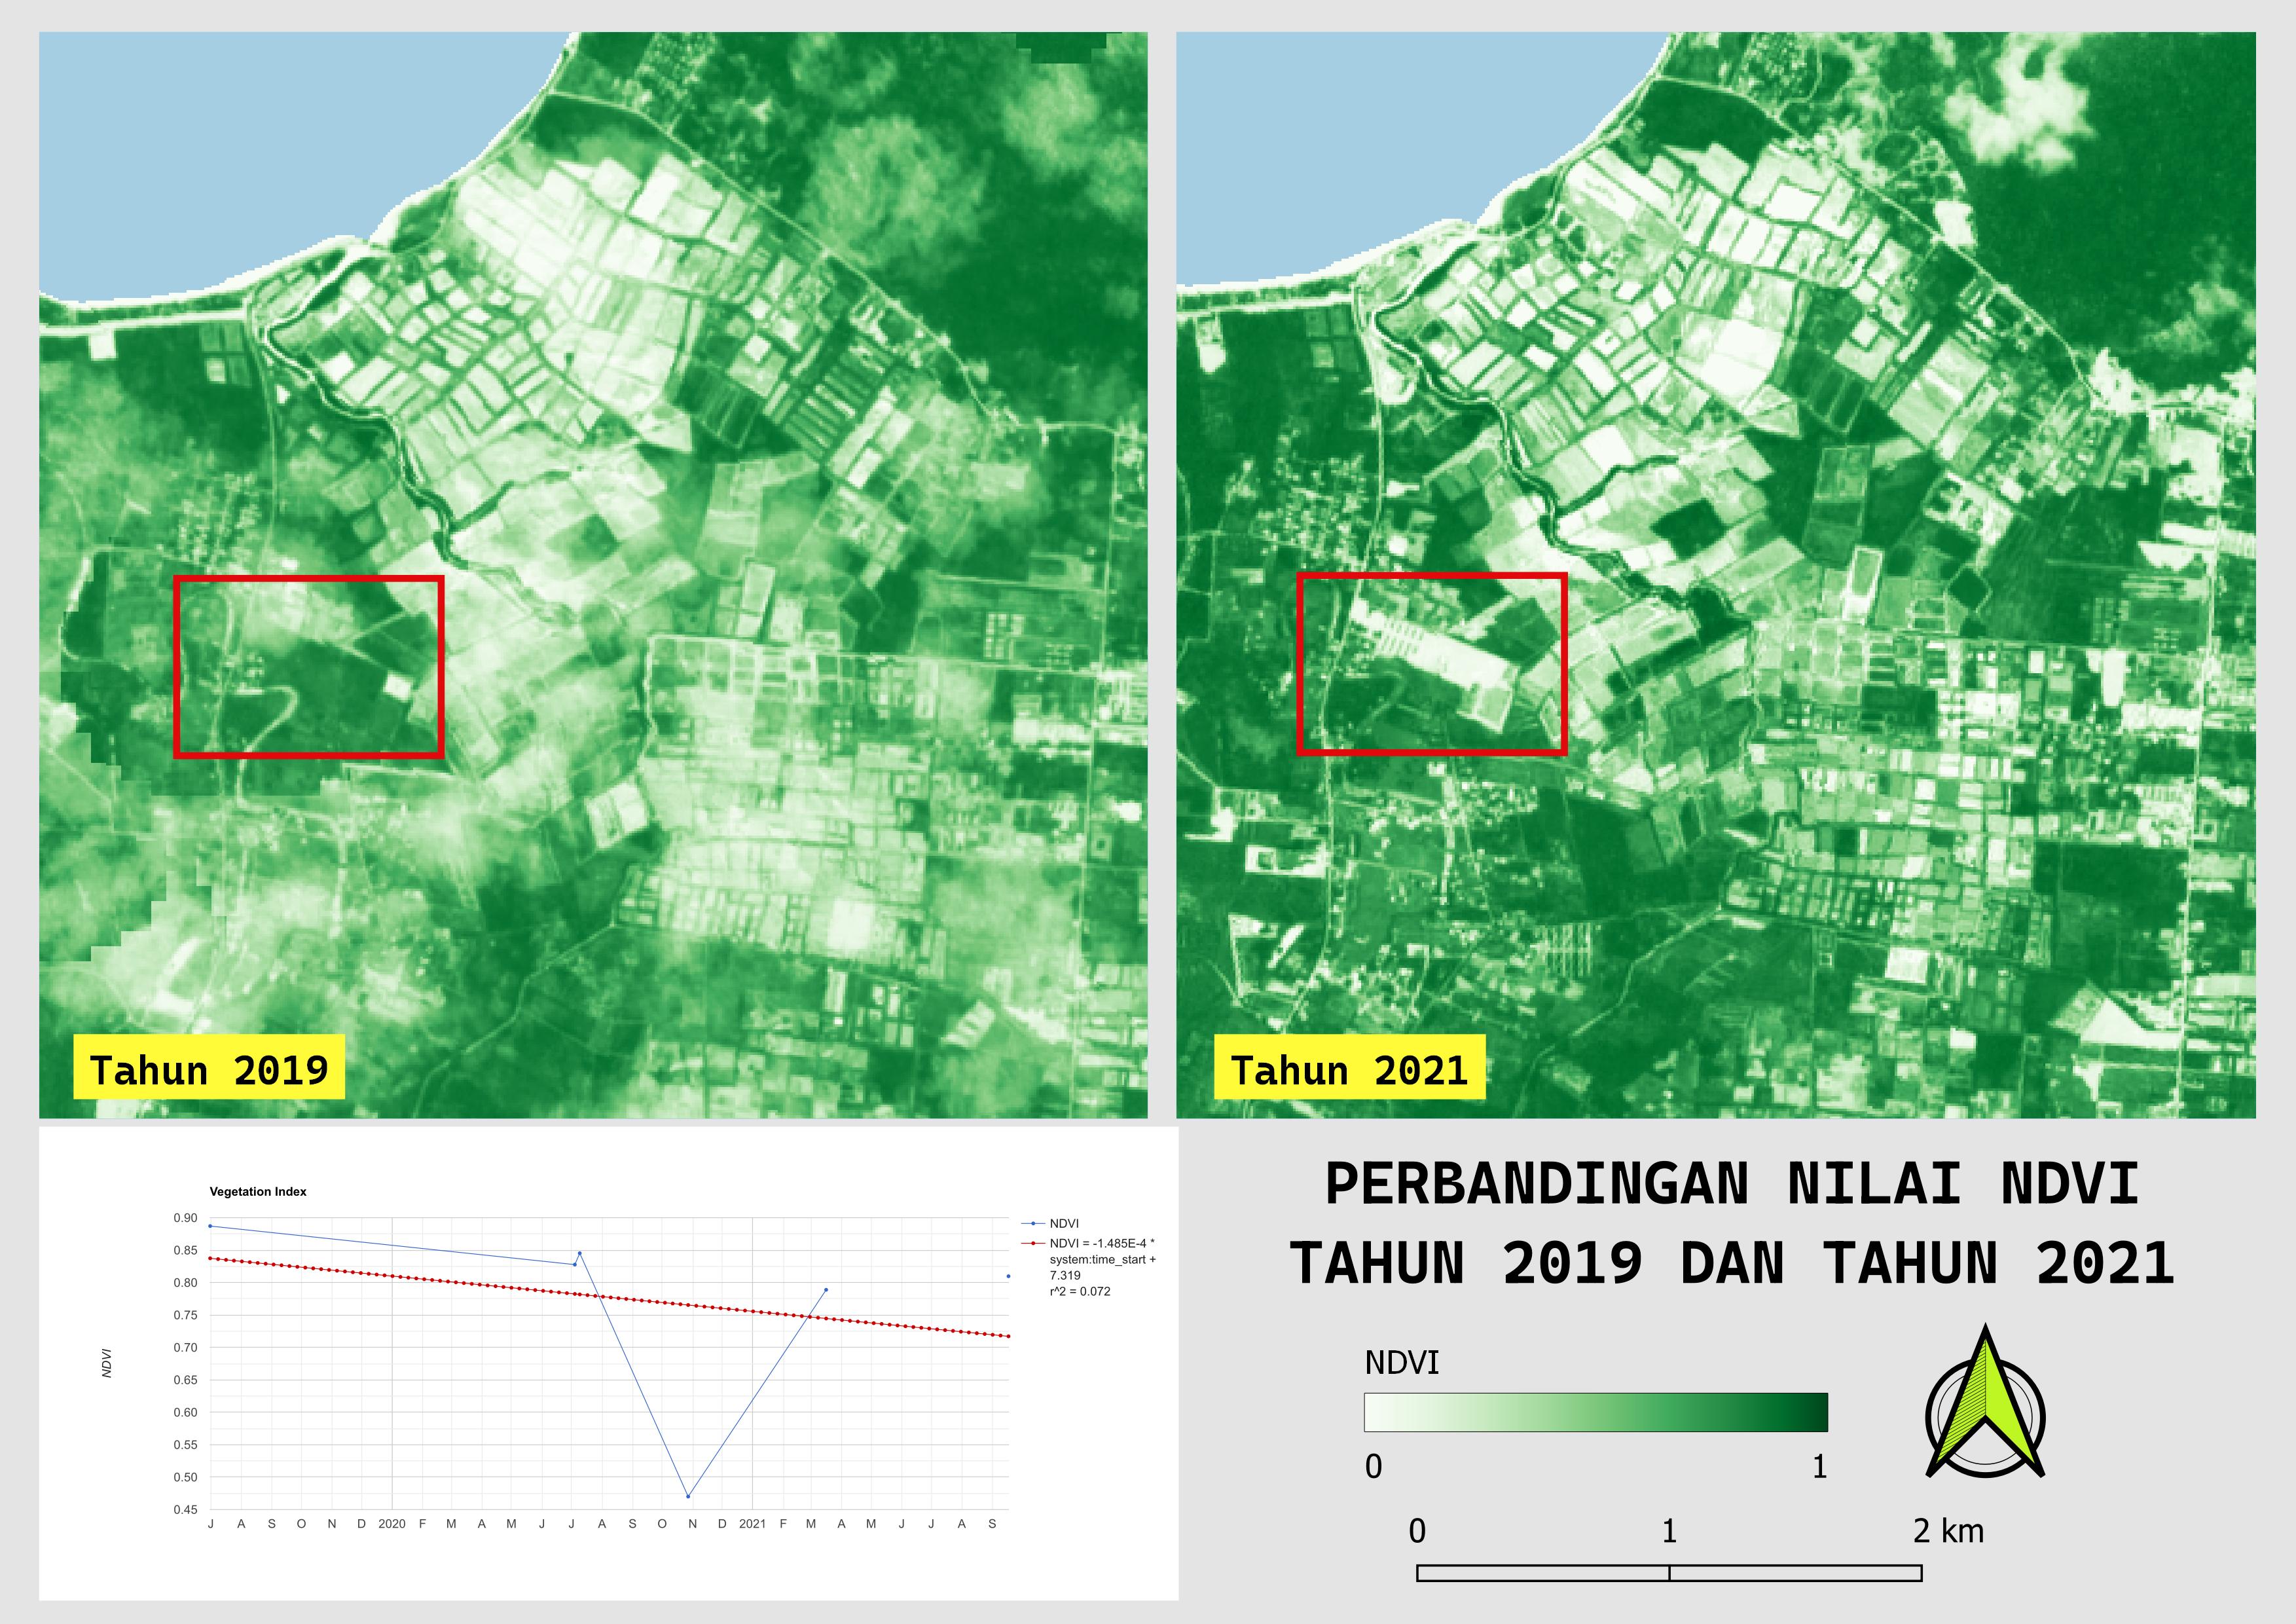 Tahun 2019
Tahun 2021
Vegetation Index
0.90
0.85
0.80
0.75
0.70
0.65
0.60
0.55
0.50
0.45
NDVI
J A S O N D 2020 F M A M J J A S O N D 2021 F M A M J J A S
NDVI
NDVI = -1.485E-4 *
system:time_start +
7.319
r^2 = 0.072
PERBANDINGAN NILAI NDVI
TAHUN 2019 DAN TAHUN 2021
NDVI
0 1
0 1 2 km